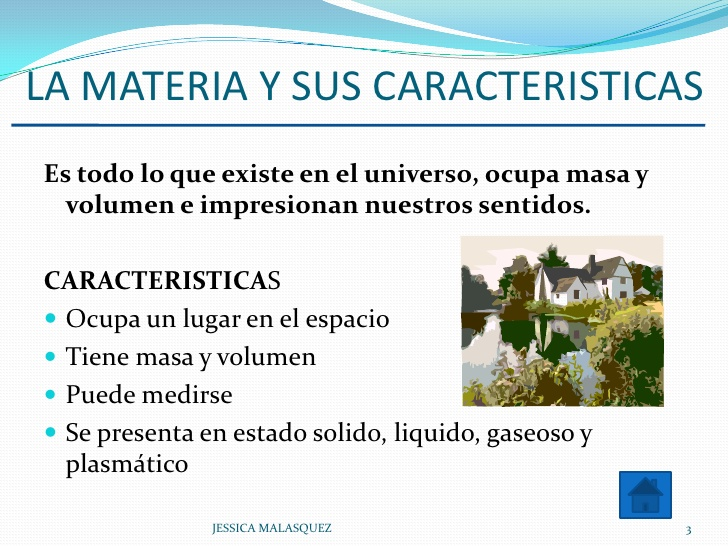 LA MATERIA Y SUS CARACTERISTICAS
Es todo lo que existe en el universo, ocupa masa y
volumen e impresionan nuestros sentidos.
CARACTERISTICAS
• Ocupa un lugar en el espacio
• Tiene masa y volumen
• Puede medirse
• Se presenta en estado solido, liquido, gaseoso y
plasmático
JESSICA MALASQUEZ
3